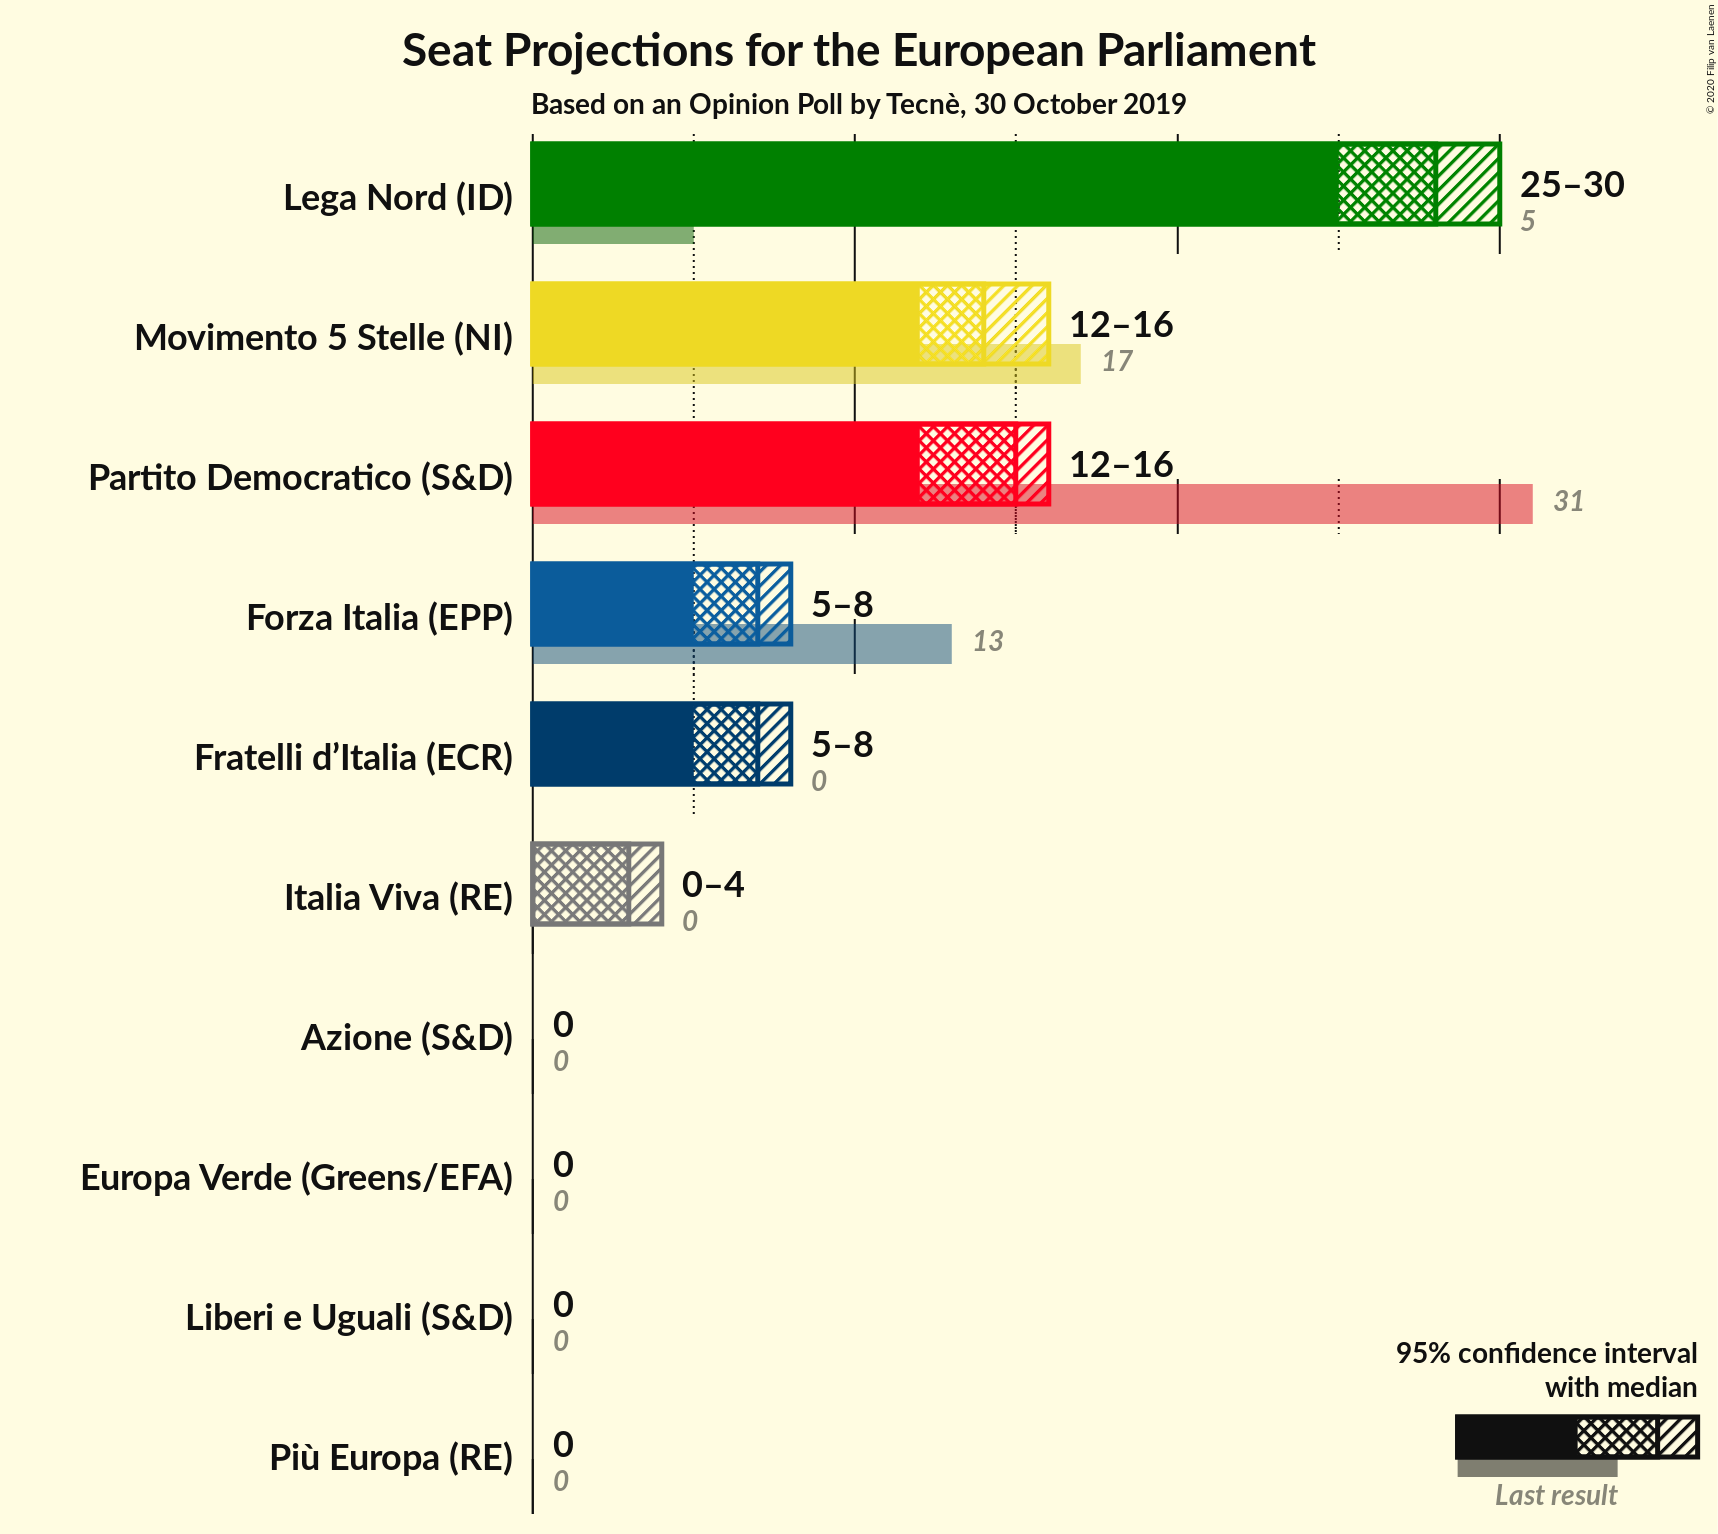 Seat Projections for the European Parliament
Based on an Opinion Poll by Tecnè, 30 October 2019
© 2020 Filip van Laenen
Lega Nord (ID)
25–30
5
Movimento 5 Stelle (NI)
12–16
17
Partito Democratico (S&D)
12–16
31
Forza Italia (EPP)
5–8
13
Fratelli d’Italia (ECR)
5–8
0
Italia Viva (RE)
0–4
0
Azione (S&D)
0
0
Europa Verde (Greens/EFA)
0
0
Liberi e Uguali (S&D)
0
0
Più Europa (RE)
0
0
95% confidence interval
with median
Last result